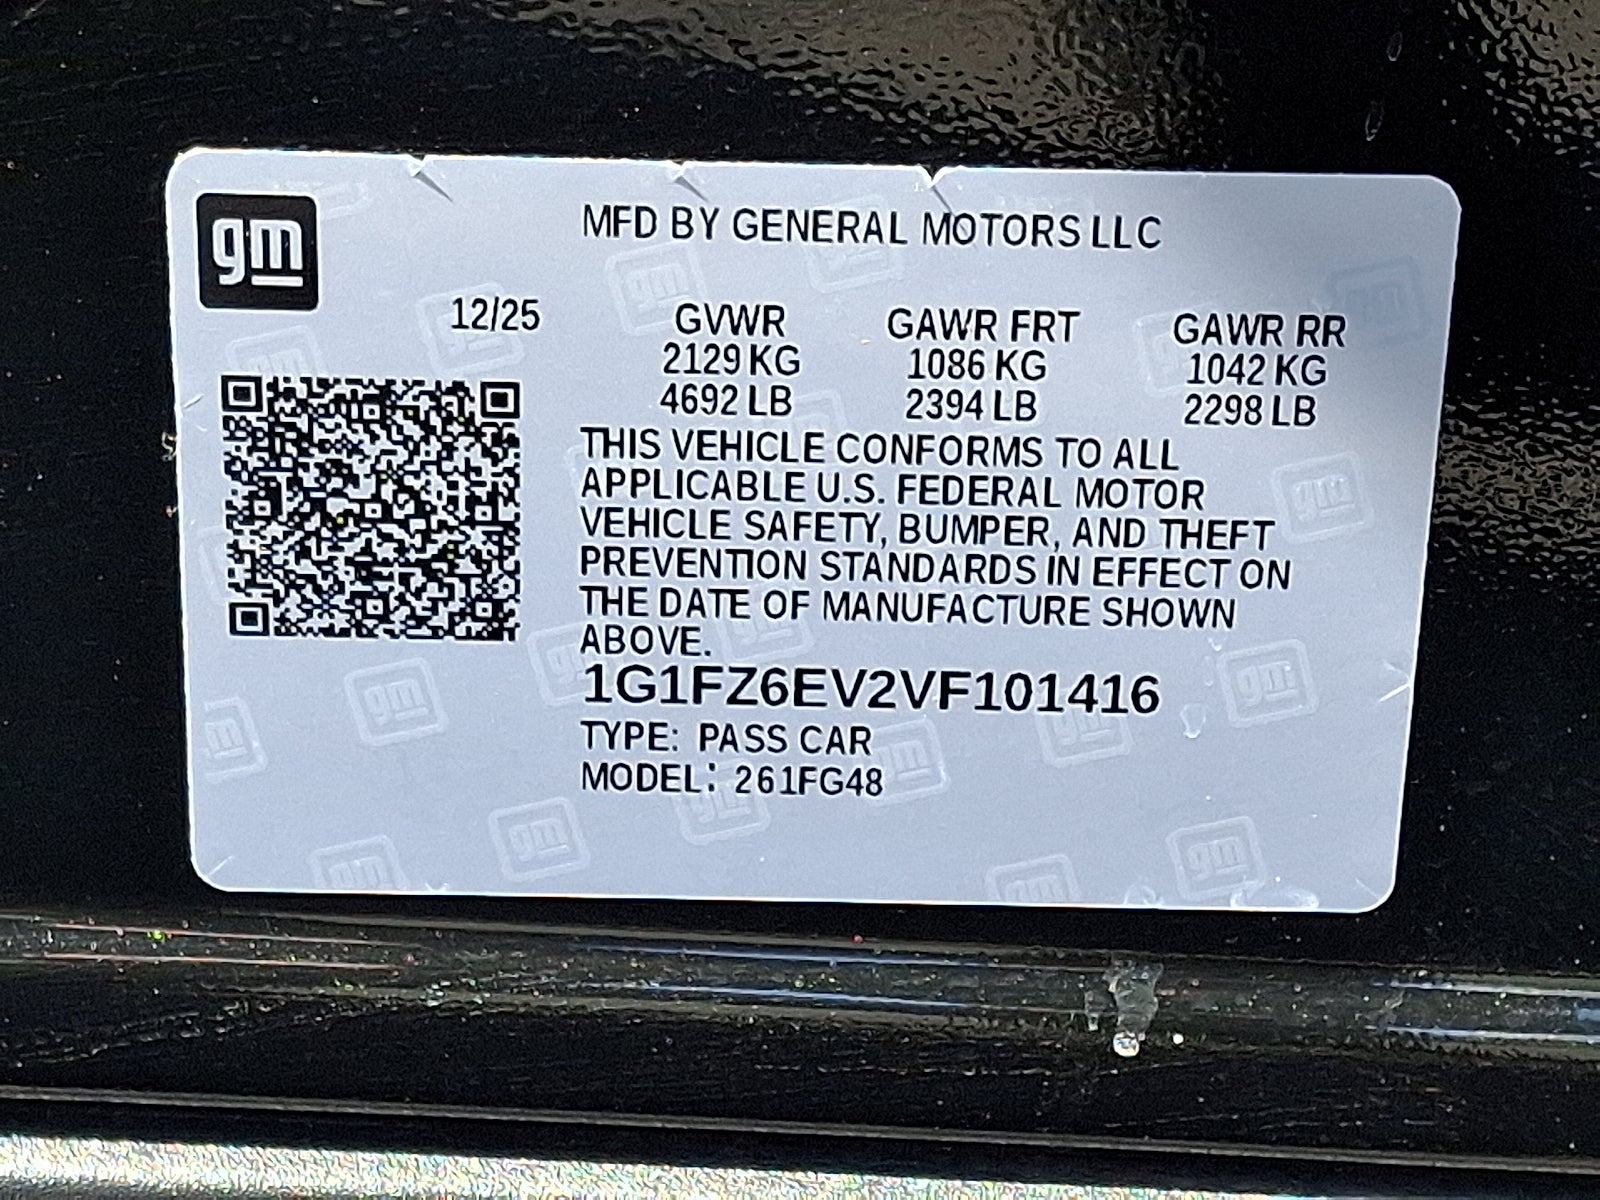 gm
MFD BY GENERAL MOTORS LLC
12/25
GVWR GAWR FRT GAWR RR
2129 KG 1086 KG 1042 KG
4692 LB 2394 LB 2298 LB
THIS VEHICLE CONFORMS TO ALL
APPLICABLE U.S. FEDERAL MOTOR
VEHICLE SAFETY, BUMPER, AND THEFT
PREVENTION STANDARDS IN EFFECT ON
THE DATE OF MANUFACTURE SHOWN
ABOVE.
1G1FZ6EV2VF101416
TYPE: PASS CAR
MODEL: 261FG48